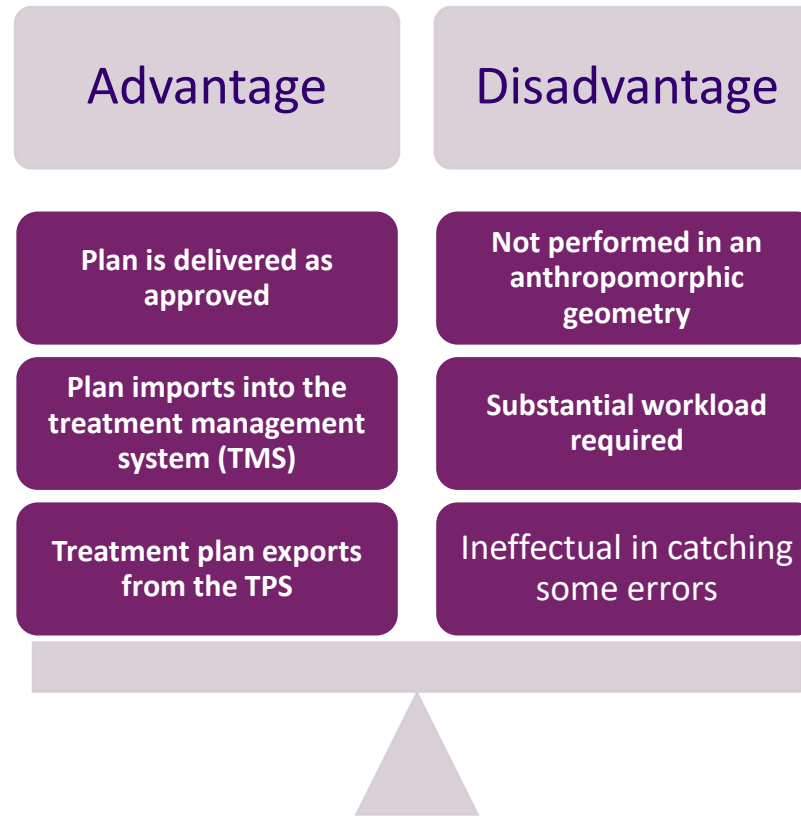 Advantage
Disadvantage
Plan is delivered as
approved
Plan imports into the
treatment management
system (TMS)
Treatment plan exports
from the TPS
Not performed in an
anthropomorphic
geometry
Substantial workload
required
Ineffectual in catching
some errors